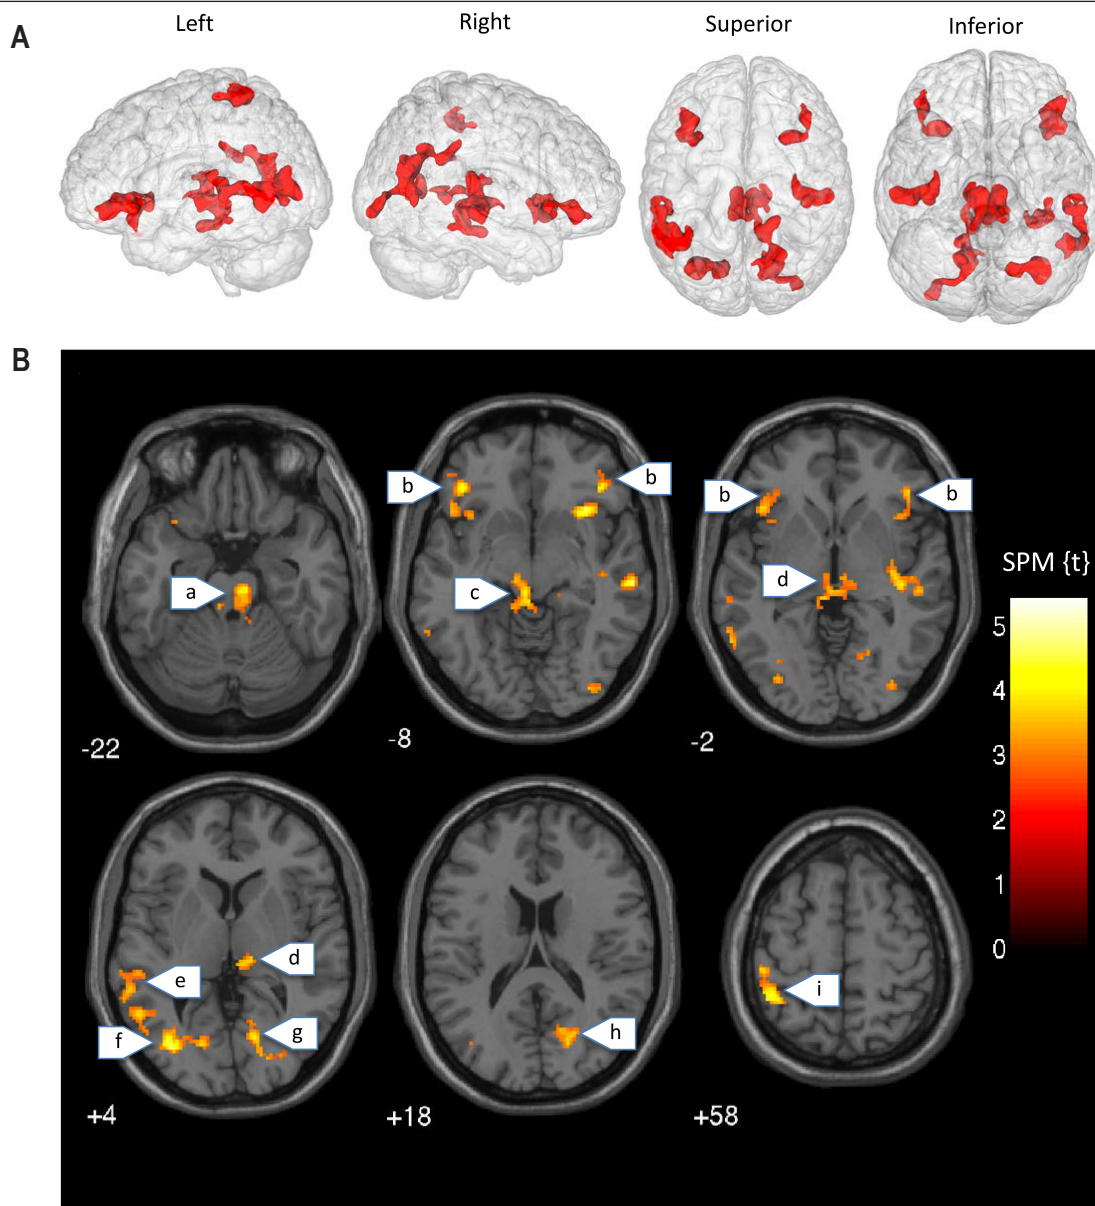 A
Left
Right
Superior
Inferior
B
b
b
b
b
a
c
d
SPM {t}
5
4
3
2
1
0
-22
-8
-2
d
e
f
g
h
i
+4
+18
+58